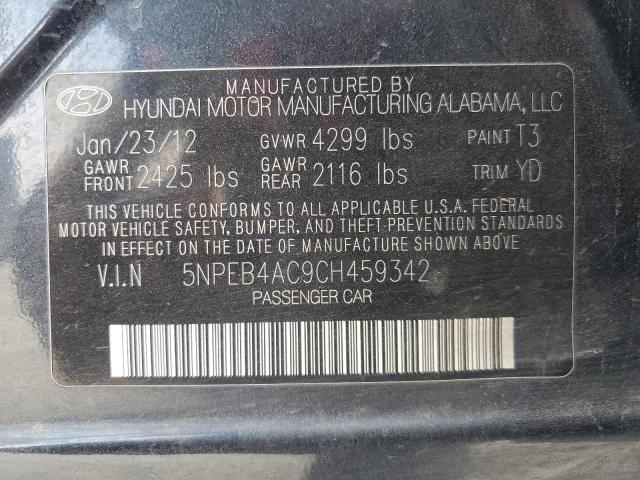 MANUFACTURED BY
HYUNDAI MOTOR MANUFACTURING ALABAMA, LLC
Jan/23/12 GVWR 4299 lbs PAINT T3
GAWR FRONT 2425 lbs GAWR REAR 2116 lbs TRIM YD
THIS VEHICLE CONFORMS TO ALL APPLICABLE U.S.A. FEDERAL
MOTOR VEHICLE SAFETY, BUMPER, AND THEFT PREVENTION STANDARDS
IN EFFECT ON THE DATE OF MANUFACTURE SHOWN ABOVE
V.I.N 5NPEB4AC9CH459342
PASSENGER CAR